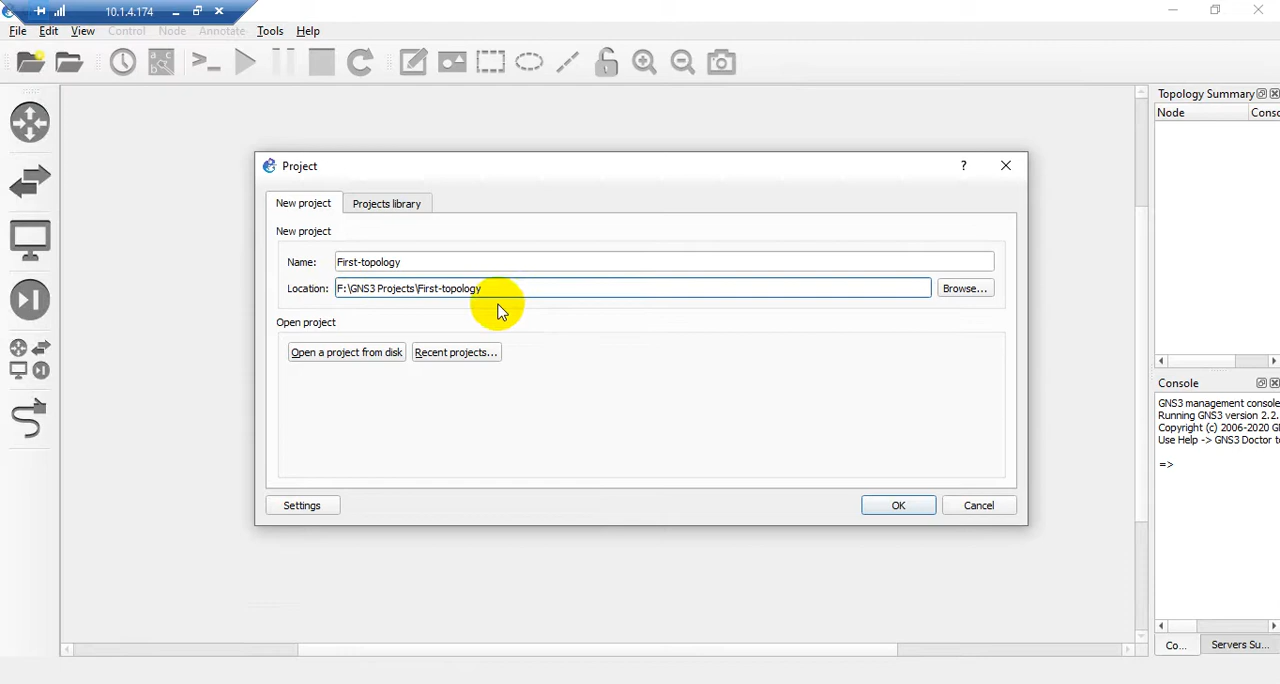 10.1.4.174
File Edit View Control Node Annotate Tools Help
Topology Summary
Node Conso
Project
New project Projects library
New project
Name: First-topology
Location: F:\GNS3 Projects\First-topology Browse...
Open project
Open a project from disk Recent projects...
Settings OK Cancel
Console
GNS3 management console
Running GNS3 version 2.2.
Copyright (c) 2006-2020 G
Use Help -> GNS3 Doctor to
=>
Co... Servers Su...